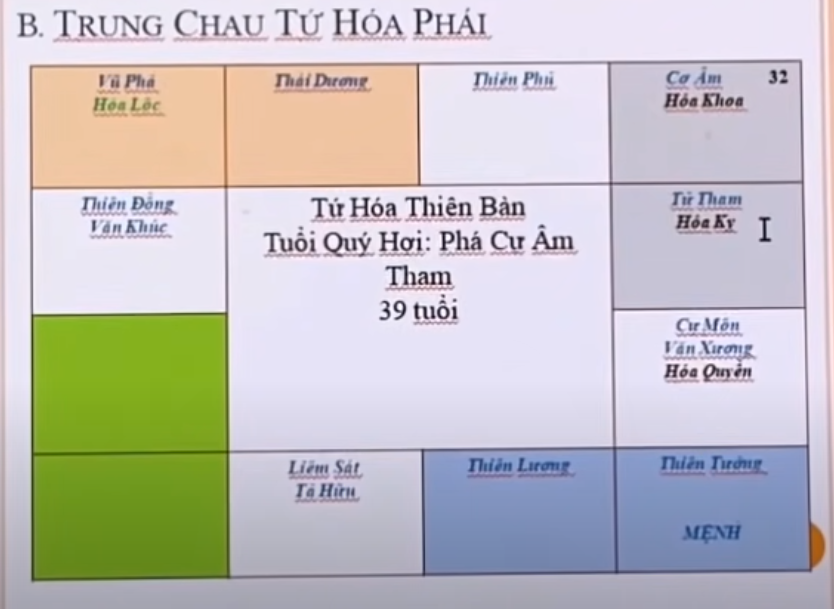 B. TRUNG CHAU TỨ HÓA PHÁI
Vũ Phá
Hóa Lộc
Thái Dương
Thiên Phủ
Cơ Âm 32
Hóa Khoa
Thiên Đồng
Văn Khúc
Tứ Hóa Thiên Bàn
Tuổi Quý Hợi: Phá Cự Âm
Tham
39 tuổi
Tử Tham
Hóa Kỵ
Cự Môn
Văn Xương
Hóa Quyền
Liêm Sát
Tả Hữu
Thiên Lương
Thiên Tướng
MỆNH